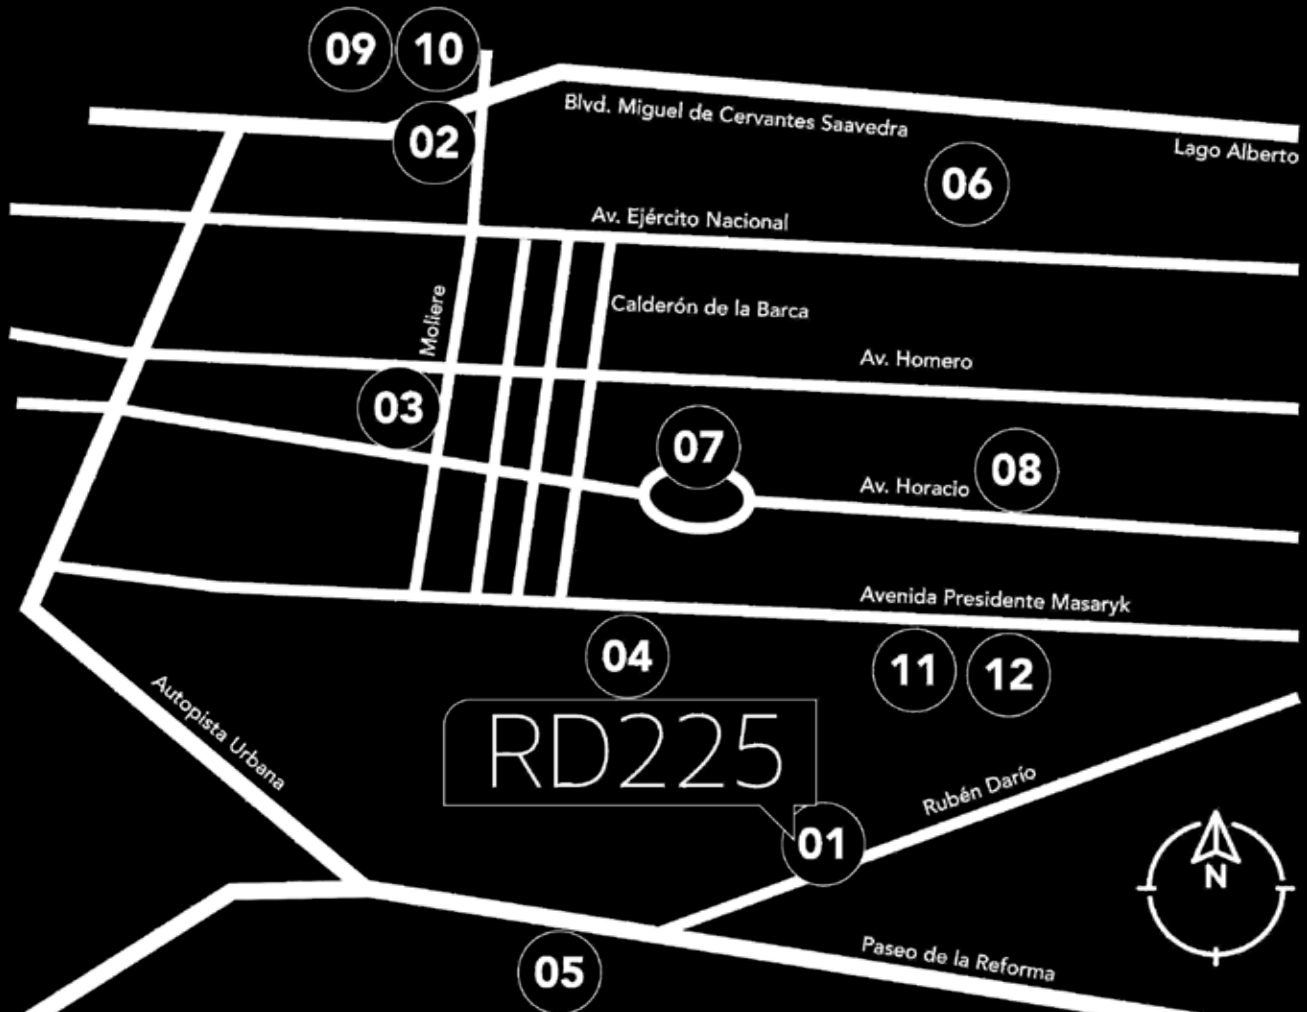 09
10
02
Blvd. Miguel de Cervantes Saavedra
Lago Alberto
06
Av. Ejército Nacional
Moliere
Calderón de la Barca
Av. Homero
03
07
Av. Horacio
08
Avenida Presidente Masaryk
04
11
12
Autopista Urbana
RD225
Rubén Darío
01
N
Paseo de la Reforma
05